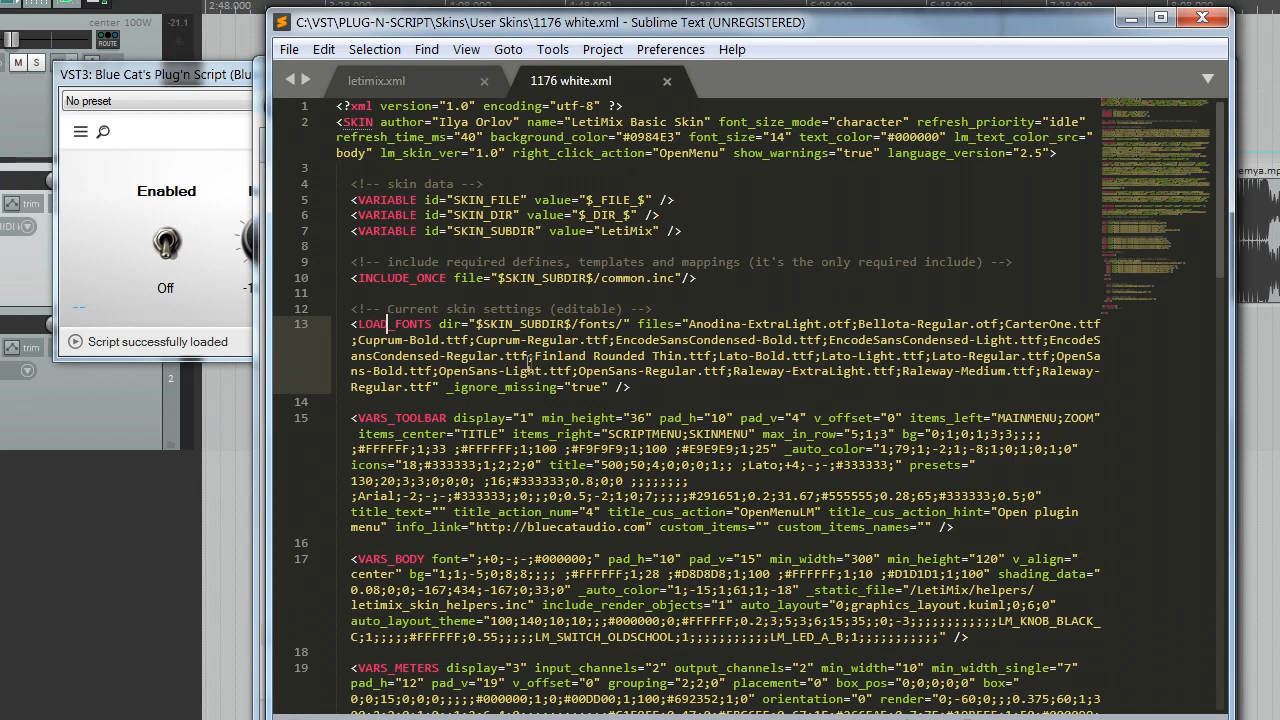 2:48.000
center 100W
-21.1
ROUTE
M S
VST3: Blue Cat's Plug'n Script (Blu
No preset
Enabled
Off
--
-1
Script successfully loaded
trim
trim
2
C:\VST\PLUG-N-SCRIPT\Skins\User Skins\1176 white.xml - Sublime Text (UNREGISTERED)
File Edit Selection Find View Goto Tools Project Preferences Help
letimix.xml
1176 white.xml
1 <?xml version="1.0" encoding="utf-8" ?>
2 <SKIN author="Ilya Orlov" name="LetiMix Basic Skin" font_size_mode="character" refresh_priority="idle"
refresh_time="40" background_color="#0984E3" font_size="14" text_color="#000000" lm_text_color_src="
body" lm_skin_ver="1.0" right_click_action="OpenMenu" show_warnings="true" language_version="2.5">
3
4 <!-- skin data -->
5 <VARIABLE id="SKIN_FILE" value="$_FILE_$" />
6 <VARIABLE id="SKIN_DIR" value="$_DIR_$" />
7 <VARIABLE id="SKIN_SUBDIR" value="LetiMix" />
8
9 <!-- include required defines, templates and mappings (it's the only required include) -->
10 <INCLUDE_ONCE file="$SKIN_SUBDIR$/common.inc"/>
11
12 <!-- Current skin settings (editable) -->
13 <LOAD_FONTS dir="$SKIN_SUBDIR$/fonts/" files="Anodina-ExtraLight.otf;Bellota-Regular.otf;CarterOne.ttf
;Cuprum-Bold.ttf;Cuprum-Regular.ttf;EncodeSansCondensed-Bold.ttf;EncodeSansCondensed-Light.ttf;EncodeS
ansCondensed-Regular.ttf;Finland Rounded Thin.ttf;Lato-Bold.ttf;Lato-Light.ttf;Lato-Regular.ttf;OpenSa
ns-Bold.ttf;OpenSans-Light.ttf;OpenSans-Regular.ttf;Raleway-ExtraLight.ttf;Raleway-Medium.ttf;Raleway-
Regular.ttf" _ignore_missing="true" />
14
15 <VARS_TOOLBAR display="1" min_height="36" pad_h="10" pad_v="4" v_offset="0" items_left="MAINMENU;ZOOM"
items_center="TITLE" items_right="SCRIPTMENU;SKINMENU" max_in_row="5;1;3" bg="0;1;0;1;3;3;;;;
;#FFFFFF;1;33 ;#FFFFFF;1;100 ;#F9F9F9;1;100 ;#E9E9E9;1;25" _auto_color="1;79;1;-2;1;-8;1;0;1;0;1;0"
icons="18;#333333;1;2;2;0" title="500;50;4;0;0;0;1;; ;Lato;+4;-;-;#333333;" presets="
130;20;3;3;0;0;0; ;16;#333333;0.8;0;0 ;;;;;;;;
;Arial;-2;-;-;#333333;;0;;;0;0.5;-2;1;0;7;;;;;#291651;0.2;31.67;#555555;0.28;65;#333333;0.5;0"
title_text="" title_action_num="4" title_cus_action="OpenMenuLM" title_cus_action_hint="Open plugin
menu" info_link="http://bluecataudio.com" custom_items="" custom_items_names="" />
16
17 <VARS_BODY font=";+0;-;-;#000000;" pad_h="10" pad_v="15" min_width="300" min_height="120" v_align="
center" bg="1;1;-5;0;8;8;;;; ;#FFFFFF;1;28 ;#D8D8D8;1;100 ;#FFFFFF;1;10 ;#D1D1D1;1;100" shading_data="
0.08;0;0;-167;434;-167;0;33;0" _auto_color="1;-15;1;61;1;-18" _static_file="/LetiMix/helpers/
letimix_skin_helpers.inc" include_render_objects="1" auto_layout="0;graphics_layout.kuiml;0;6;0"
auto_layout_theme="100;140;10;10;;;#000000;0;#FFFFFF;0.2;3;5;3;6;15;35;;0;-3;;;;;;;;;;;LM_KNOB_BLACK_
C;1;;;;;#FFFFFF;0.55;;;;;LM_SWITCH_OLDSCHOOL;1;;;;;;;;;;;LM_LED_A_B;1;;;;;;;;;;;" />
18
19 <VARS_METERS display="3" input_channels="2" output_channels="2" min_width="10" min_width_single="7"
pad_h="12" pad_v="19" v_offset="0" grouping="2;2;0" placement="0" box_pos="0;0;0;0;0" box="
0;0;15;0;0;0;;;;;#000000;1;0;#00DD00;1;100;#692352;1;0" orientation="0" render="0;-60;0;;;0.375;60;1;3